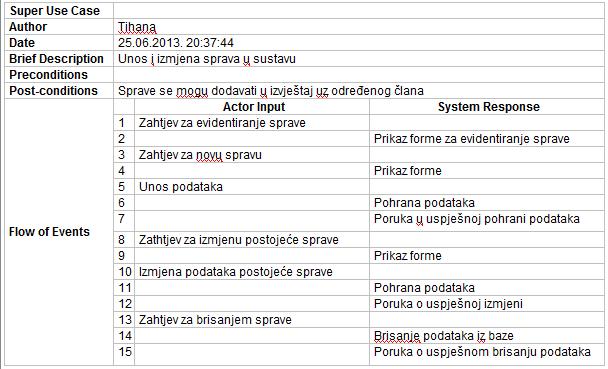 Super Use Case
Author Tihana
Date 25.06.2013. 20:37:44
Brief Description Unos i izmjena sprava u sustavu
Preconditions
Post-conditions Sprave se mogu dodavati u izvještaj uz određenog člana
Flow of Events
Actor Input System Response
1 Zahtjev za evidentiranje sprave
2 Prikaz forme za evidentiranje sprave
3 Zahtjev za novu spravu
4 Prikaz forme
5 Unos podataka
6 Pohrana podataka
7 Poruka u uspješnoj pohrani podataka
8 Zathtjev za izmjenu postojeće sprave
9 Prikaz forme
10 Izmjena podataka postojeće sprave
11 Pohrana podataka
12 Poruka o uspješnoj izmjeni
13 Zahtjev za brisanjem sprave
14 Brisanje podataka iz baze
15 Poruka o uspješnom brisanju podataka